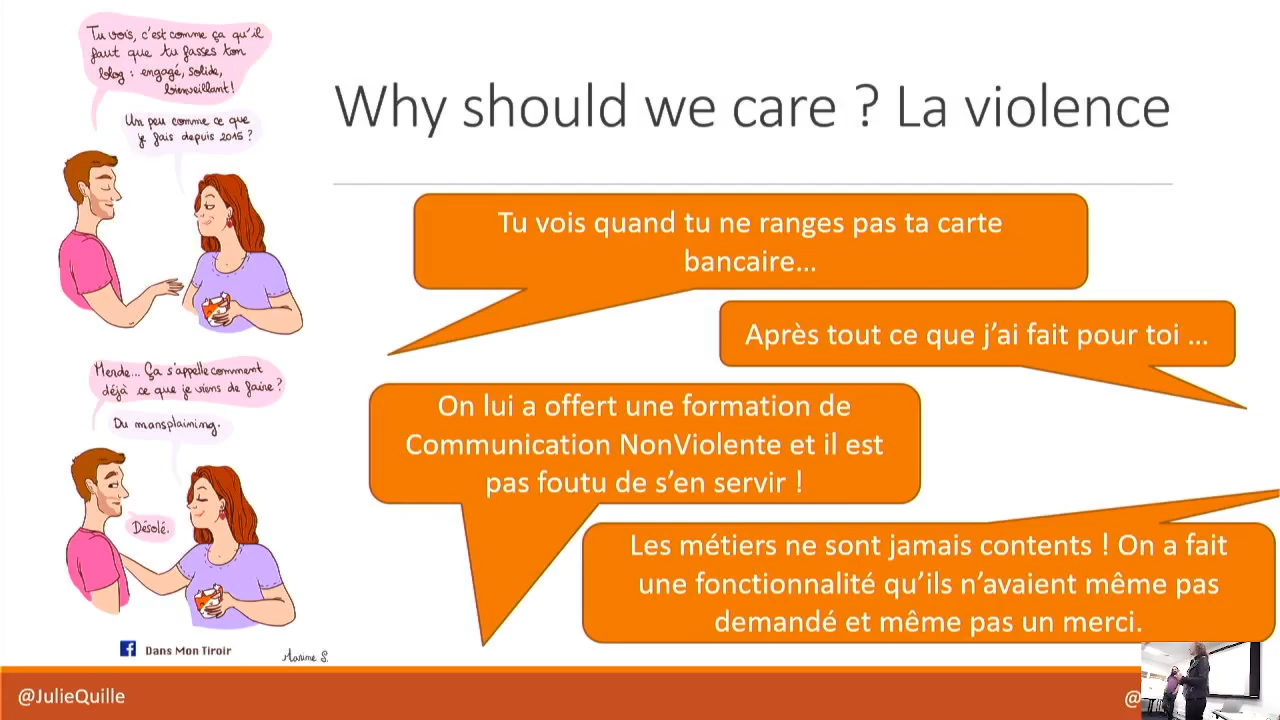 Tu vois, c'est comme ça qu'il
faut que tu fasses ton
blog : engagé, solide,
bienveillant !
Un peu comme ce que
je fais depuis 2015 ?
Merde... Ça s'appelle comment
déjà ce que je viens de faire ?
Du mansplaining.
Désolé.
Dans Mon Tiroir
Why should we care ? La violence
Tu vois quand tu ne ranges pas ta carte
bancaire...
Après tout ce que j'ai fait pour toi ...
On lui a offert une formation de
Communication NonViolente et il est
pas foutu de s'en servir !
Les métiers ne sont jamais contents ! On a fait
une fonctionnalité qu'ils n'avaient même pas
demandé et même pas un merci.
@JulieQuille
@